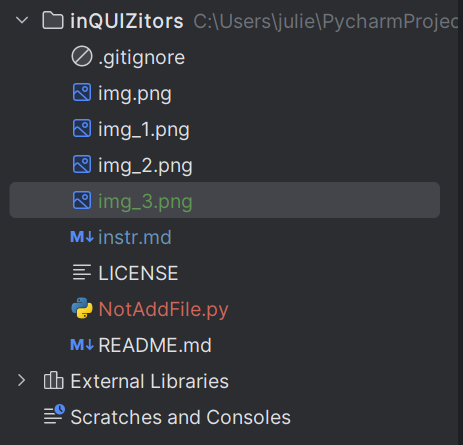 inQUIZitors C:\Users\julie\PycharmProjec
.gitignore
img.png
img_1.png
img_2.png
img_3.png
M↓ instr.md
LICENSE
NotAddFile.py
M↓ README.md
External Libraries
Scratches and Consoles